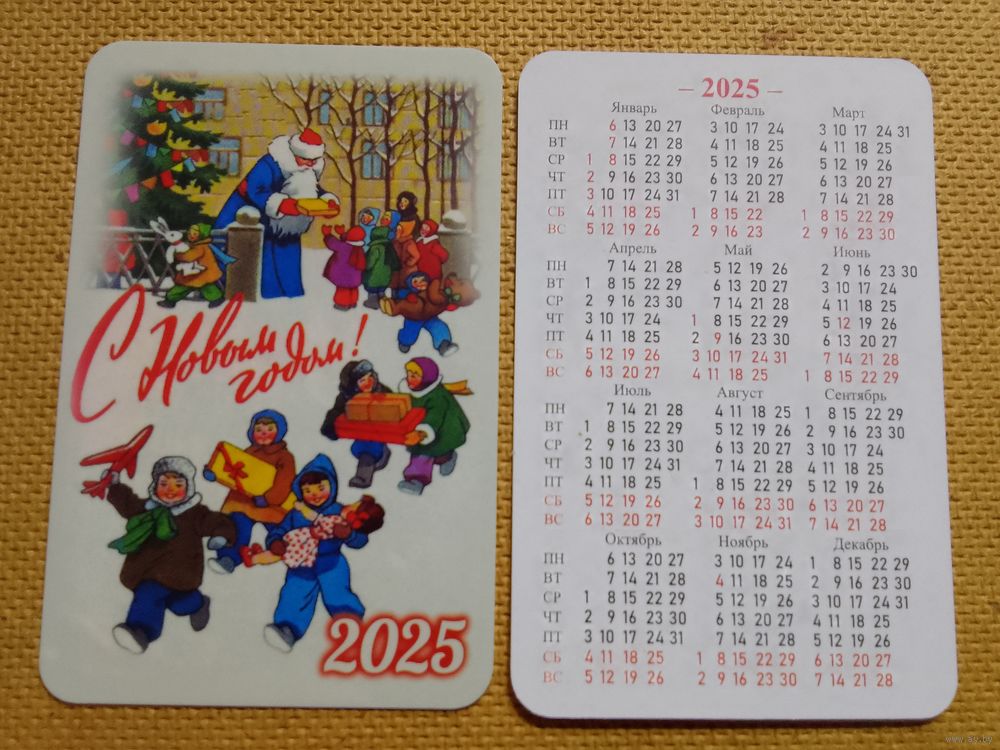 С Новым
годом!
2025
– 2025 –
Январь Февраль Март
ПН 6 13 20 27 3 10 17 24 3 10 17 24 31
ВТ 7 14 21 28 4 11 18 25 4 11 18 25
СР 1 8 15 22 29 5 12 19 26 5 12 19 26
ЧТ 2 9 16 23 30 6 13 20 27 6 13 20 27
ПТ 3 10 17 24 31 7 14 21 28 7 14 21 28
СБ 4 11 18 25 1 8 15 22 1 8 15 22 29
ВС 5 12 19 26 2 9 16 23 2 9 16 23 30
Апрель Май Июнь
ПН 7 14 21 28 5 12 19 26 2 9 16 23 30
ВТ 1 8 15 22 29 6 13 20 27 3 10 17 24
СР 2 9 16 23 30 7 14 21 28 4 11 18 25
ЧТ 3 10 17 24 1 8 15 22 29 5 12 19 26
ПТ 4 11 18 25 2 9 16 23 30 6 13 20 27
СБ 5 12 19 26 3 10 17 24 31 7 14 21 28
ВС 6 13 20 27 4 11 18 25 1 8 15 22 29
Июль Август Сентябрь
ПН 7 14 21 28 4 11 18 25 1 8 15 22 29
ВТ 1 8 15 22 29 5 12 19 26 2 9 16 23 30
СР 2 9 16 23 30 6 13 20 27 3 10 17 24
ЧТ 3 10 17 24 31 7 14 21 28 4 11 18 25
ПТ 4 11 18 25 1 8 15 22 29 5 12 19 26
СБ 5 12 19 26 2 9 16 23 30 6 13 20 27
ВС 6 13 20 27 3 10 17 24 31 7 14 21 28
Октябрь Ноябрь Декабрь
ПН 6 13 20 27 3 10 17 24 1 8 15 22 29
ВТ 7 14 21 28 4 11 18 25 2 9 16 23 30
СР 1 8 15 22 29 5 12 19 26 3 10 17 24 31
ЧТ 2 9 16 23 30 6 13 20 27 4 11 18 25
ПТ 3 10 17 24 31 7 14 21 28 5 12 19 26
СБ 4 11 18 25 1 8 15 22 29 6 13 20 27
ВС 5 12 19 26 2 9 16 23 30 7 14 21 28